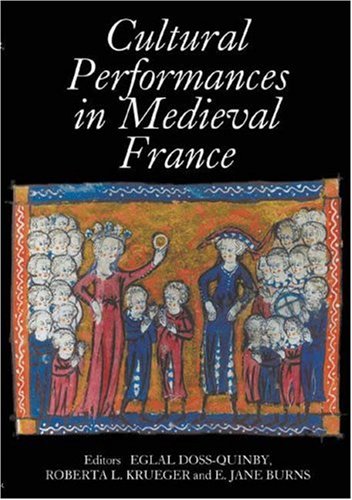 Cultural
Performances
in Medieval
France
Editors EGLAL DOSS-QUINBY,
ROBERTA L. KRUEGER and E. JANE BURNS